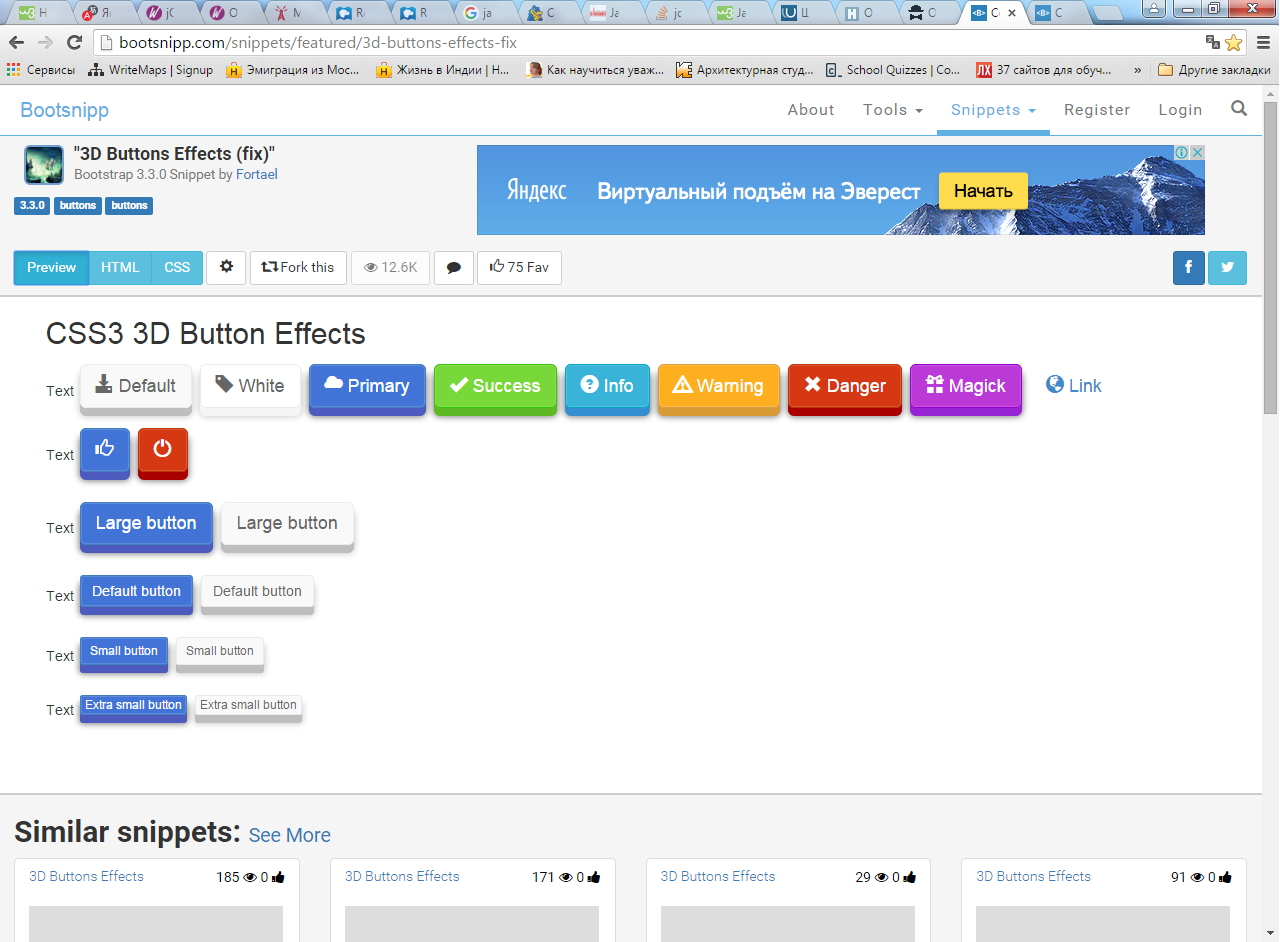 Н Я jC О М R R ja C Ja jc Ja Ц О О Co C
bootsnipp.com/snippets/featured/3d-buttons-effects-fix
Сервисы WriteMaps | Signup Эмиграция из Мос... Жизнь в Индии | Н... Как научиться уваж... Архитектурная студ... School Quizzes | Co... 37 сайтов для обуч... » Другие закладки
Bootsnipp About Tools Snippets Register Login
"3D Buttons Effects (fix)"
Bootstrap 3.3.0 Snippet by Fortael
3.3.0 buttons buttons
Яндекс Виртуальный подъём на Эверест Начать
Preview HTML CSS Fork this 12.6K 75 Fav
CSS3 3D Button Effects
Text Default White Primary Success Info Warning Danger Magick Link
Text
Text Large button Large button
Text Default button Default button
Text Small button Small button
Text Extra small button Extra small button
Similar snippets: See More
3D Buttons Effects 185 0 3D Buttons Effects 171 0 3D Buttons Effects 29 0 3D Buttons Effects 91 0